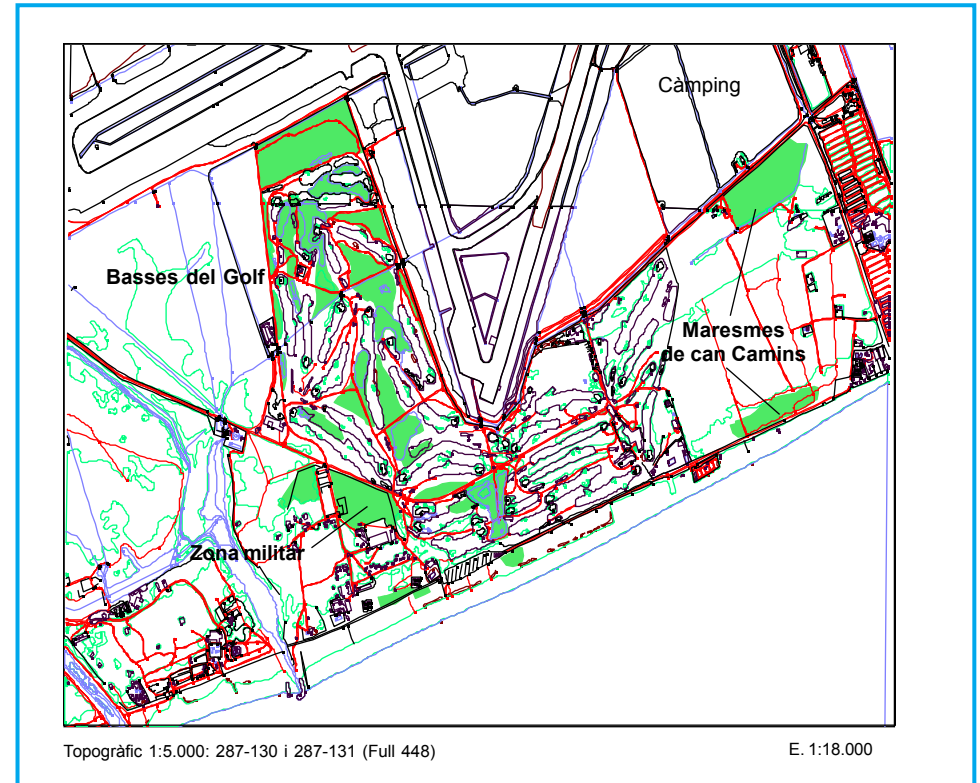 Càmping
Basses del Golf
Maresmes
de can Camins
Zona militar
Topogràfic 1:5.000: 287-130 i 287-131 (Full 448)
E. 1:18.000